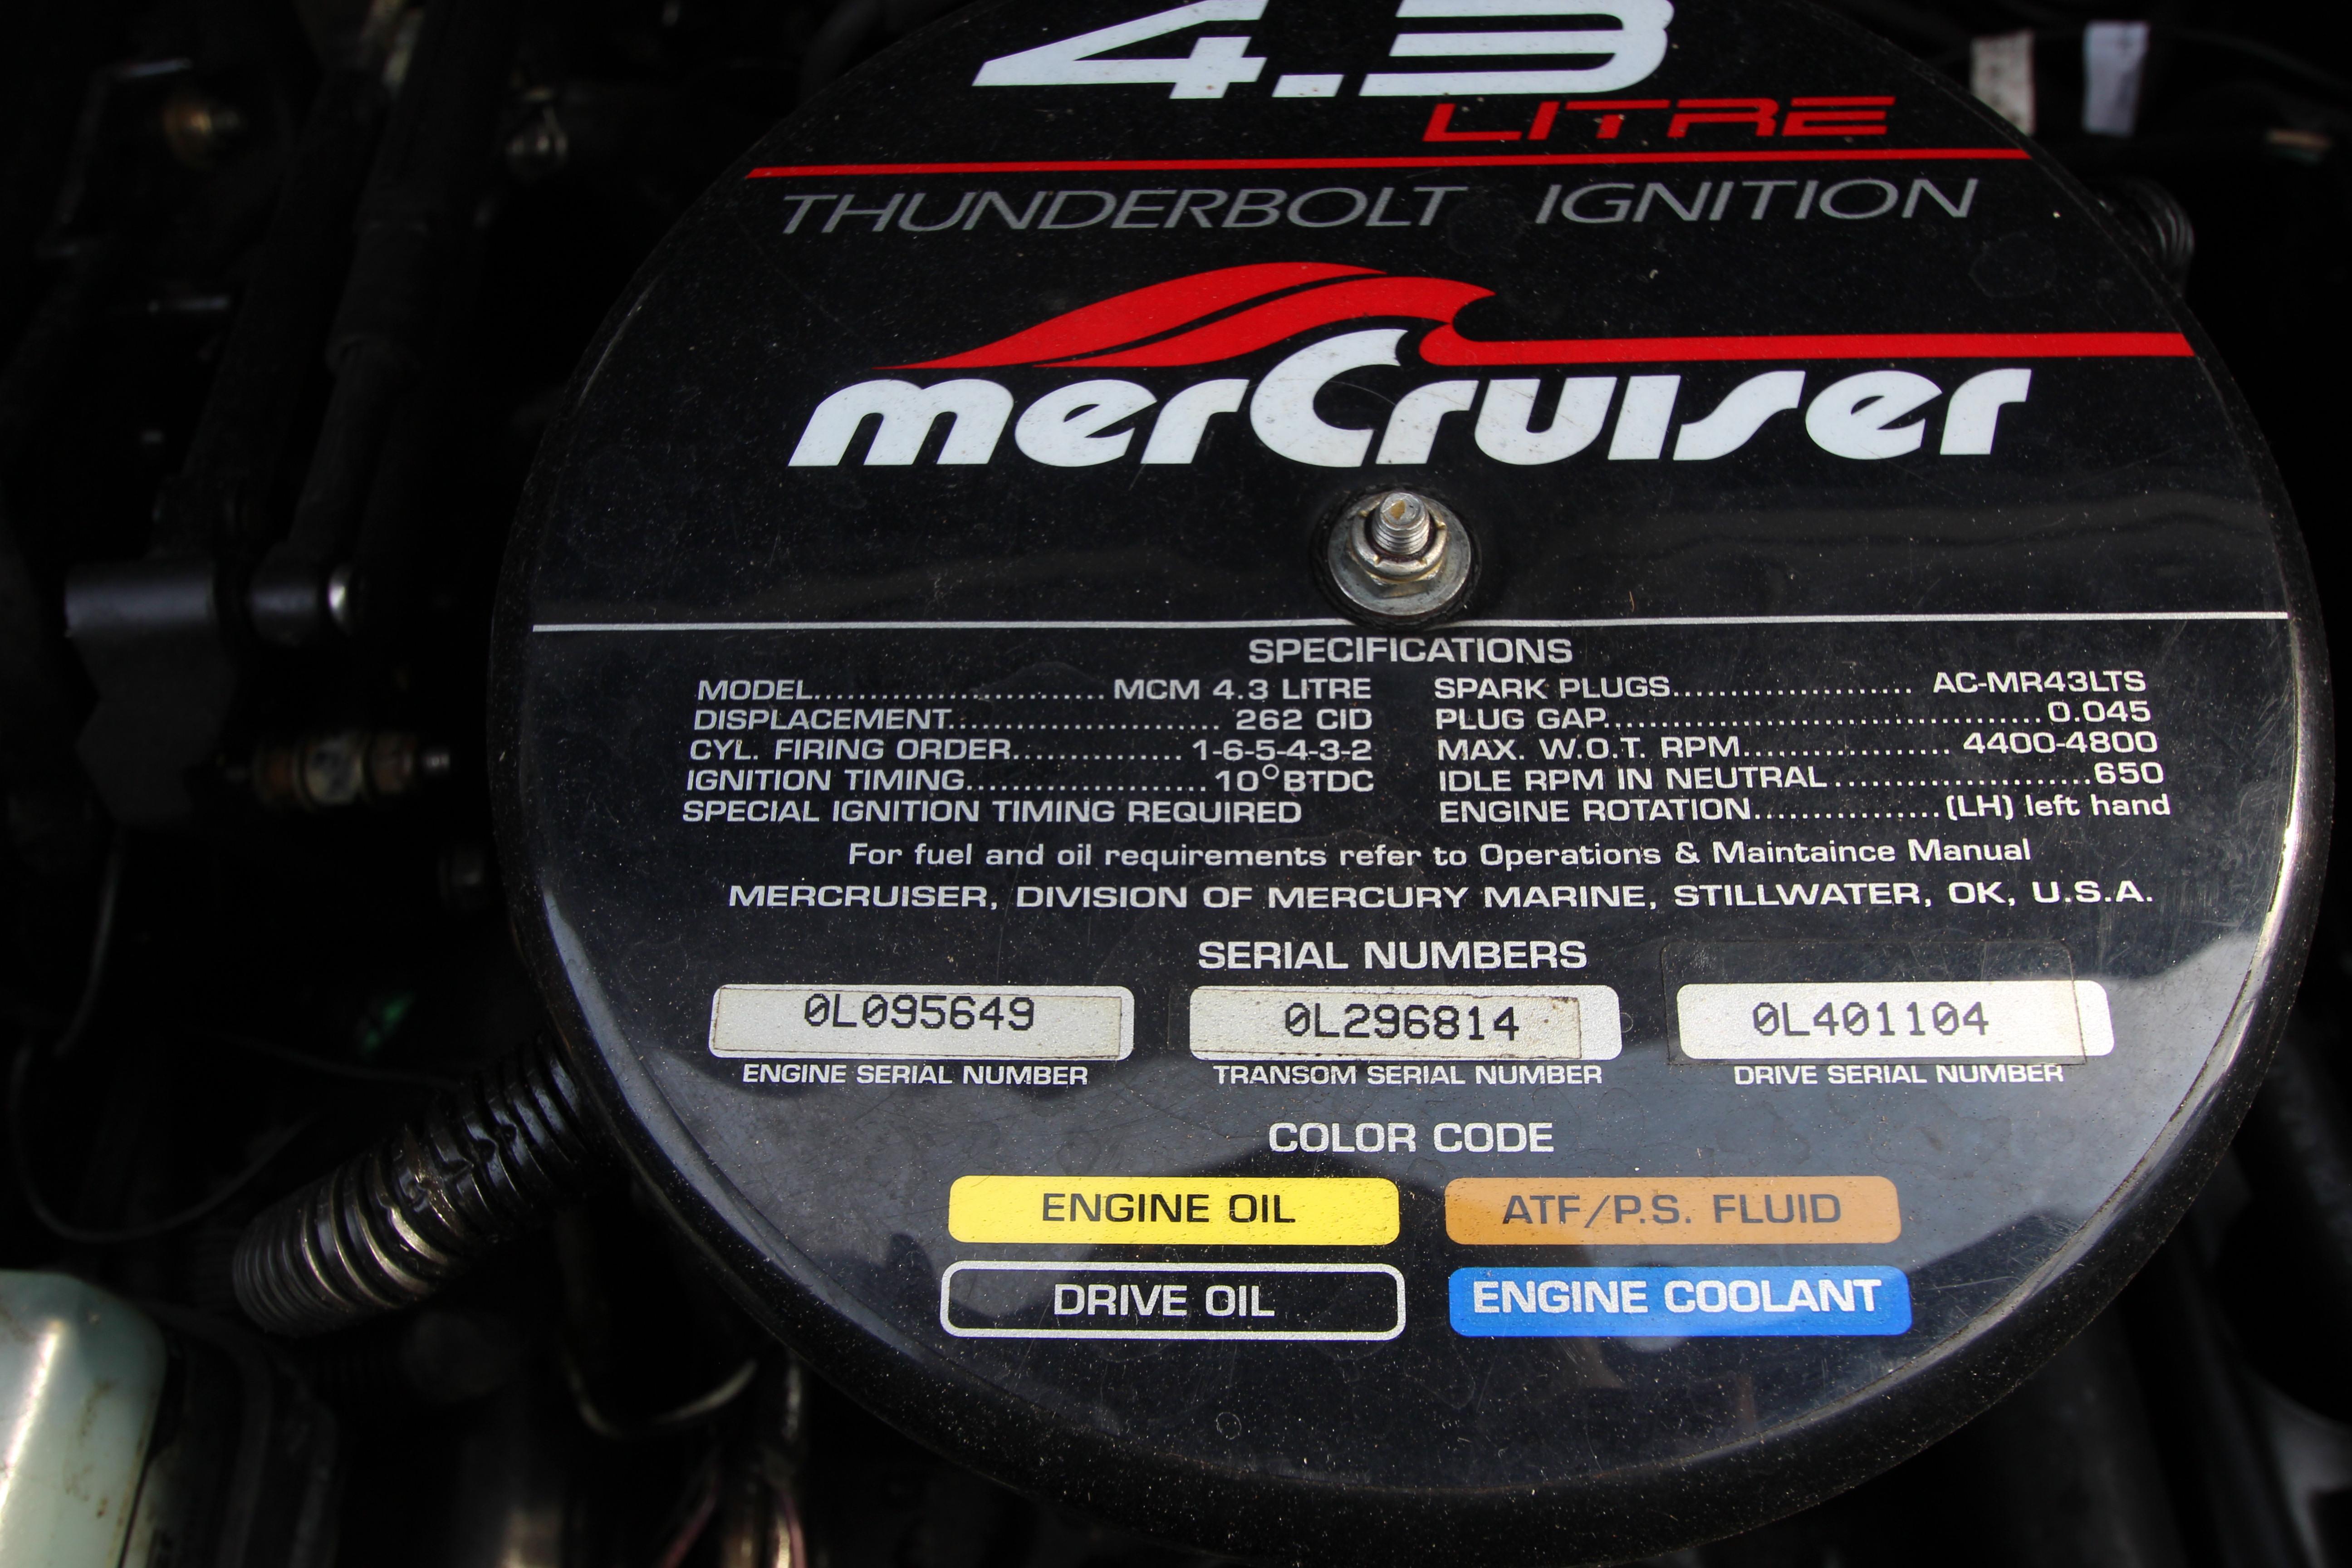 4.3
LITRE
THUNDERBOLT IGNITION
merCruiser
SPECIFICATIONS
MODEL.......................... MCM 4.3 LITRE
DISPLACEMENT........................ 262 CID
CYL. FIRING ORDER............... 1-6-5-4-3-2
IGNITION TIMING...................... 10° BTDC
SPECIAL IGNITION TIMING REQUIRED
SPARK PLUGS...................... AC-MR43LTS
PLUG GAP........................................0.045
MAX. W.O.T. RPM................... 4400-4800
IDLE RPM IN NEUTRAL........................650
ENGINE ROTATION.................(LH) left hand
For fuel and oil requirements refer to Operations & Maintaince Manual
MERCRUISER, DIVISION OF MERCURY MARINE, STILLWATER, OK, U.S.A.
SERIAL NUMBERS
0L095649
ENGINE SERIAL NUMBER
0L296814
TRANSOM SERIAL NUMBER
0L401104
DRIVE SERIAL NUMBER
COLOR CODE
ENGINE OIL
ATF/P.S. FLUID
DRIVE OIL
ENGINE COOLANT